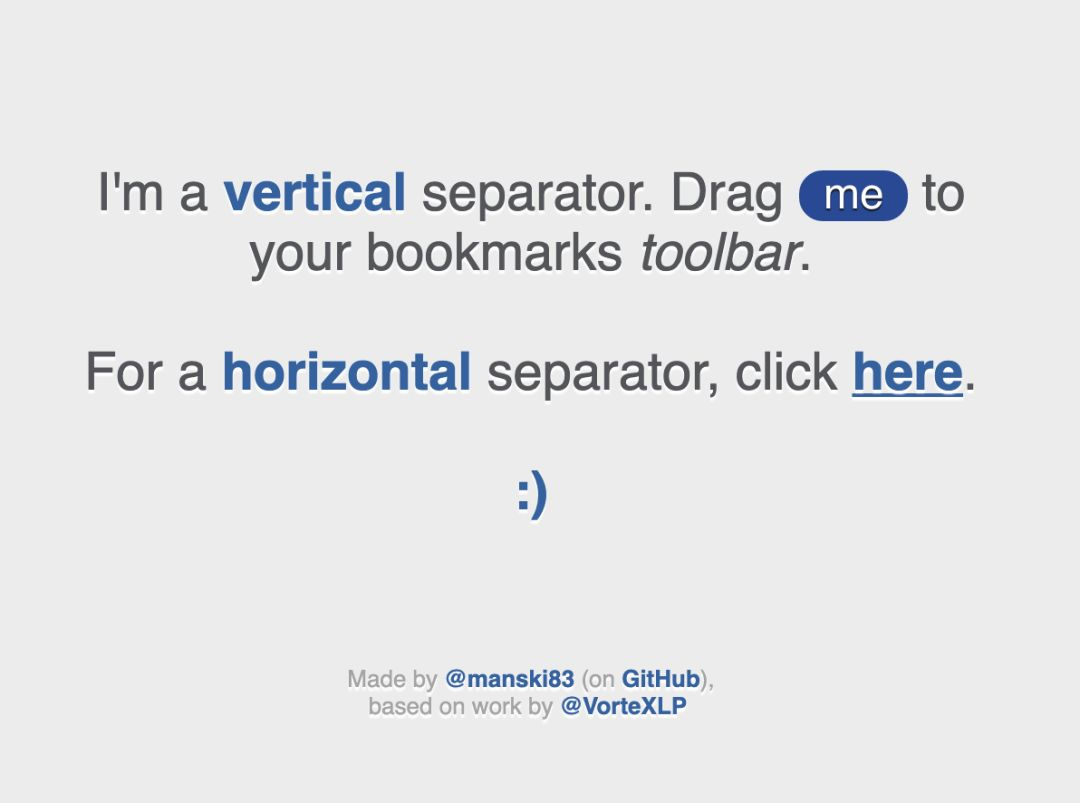 I'm a vertical separator. Drag me to
your bookmarks toolbar.
For a horizontal separator, click here.
:)
Made by @manski83 (on GitHub),
based on work by @VorteXLP